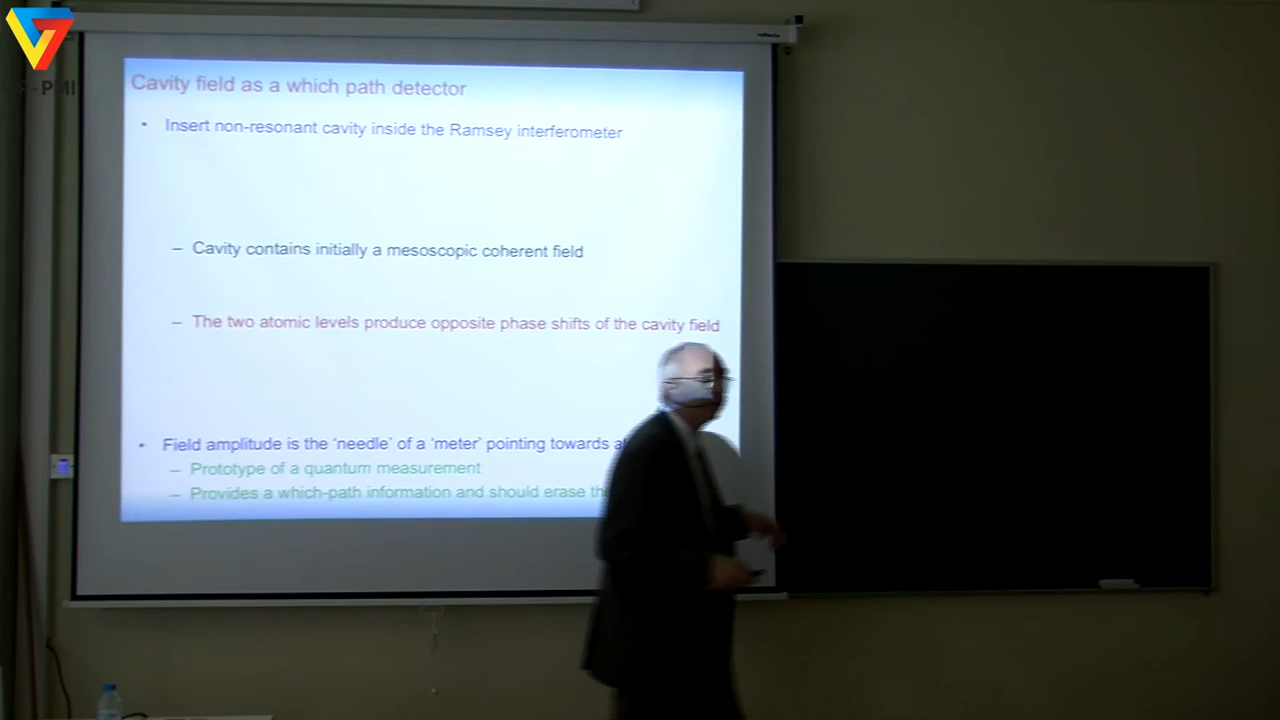 Cavity field as a which path detector
• Insert non-resonant cavity inside the Ramsey interferometer
– Cavity contains initially a mesoscopic coherent field
– The two atomic levels produce opposite phase shifts of the cavity field
• Field amplitude is the ‘needle’ of a ‘meter’ pointing towards
– Prototype of a quantum measurement
– Provides a which-path information and should erase